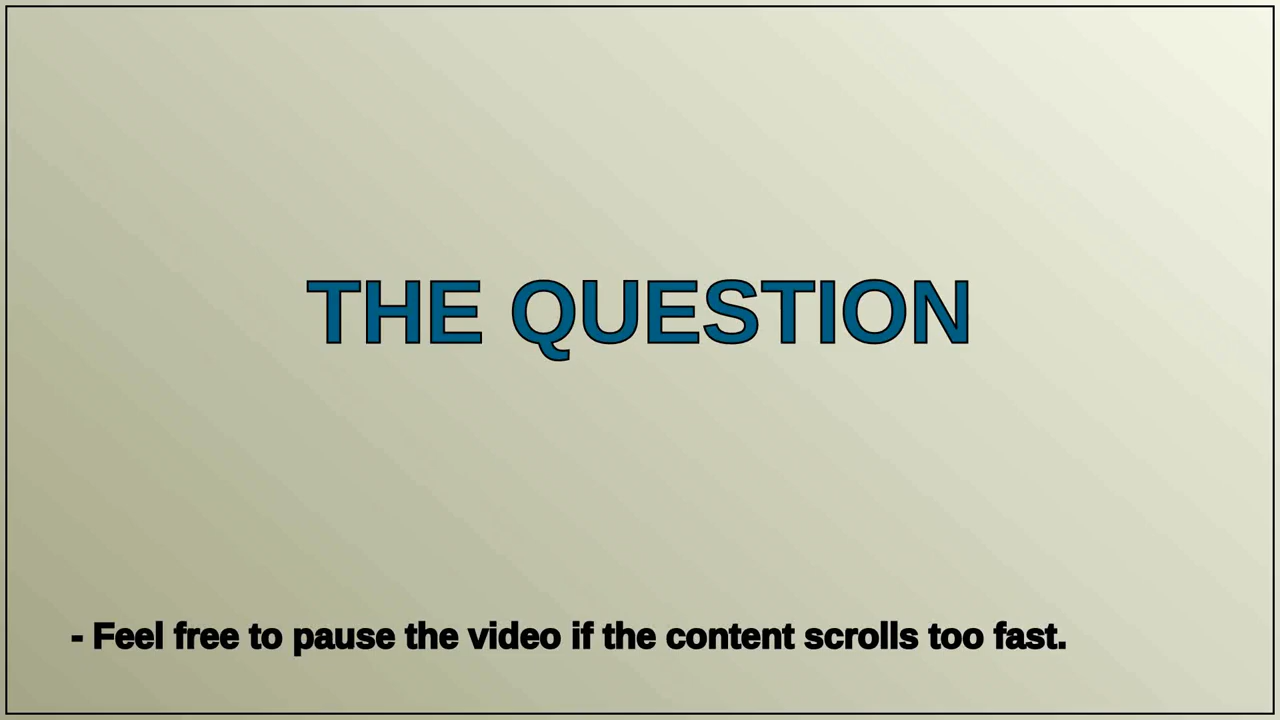 THE QUESTION
- Feel free to pause the video if the content scrolls too fast.